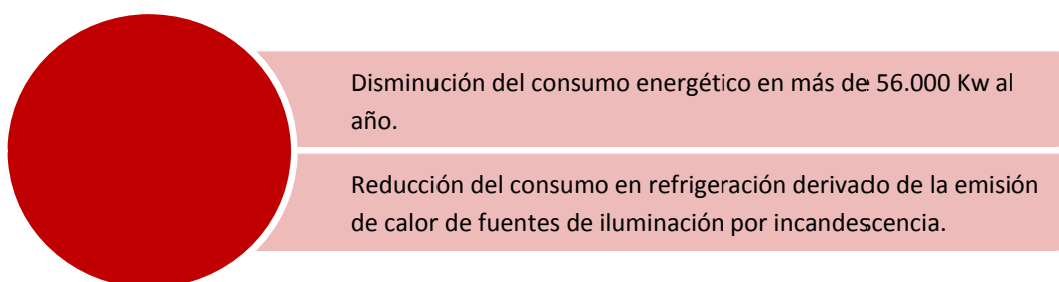 Disminución del consumo energético en más de 56.000 Kw al
año.
Reducción del consumo en refrigeración derivado de la emisión
de calor de fuentes de iluminación por incandescencia.